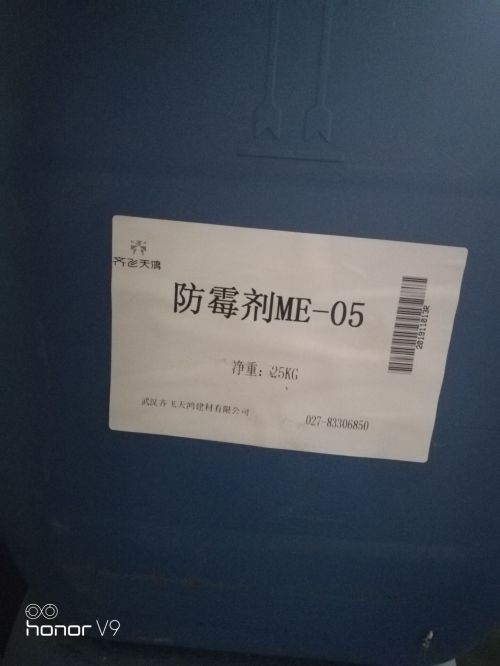 齐飞天鸿
防霉剂ME-05
净重：25KG
武汉齐飞天鸿建材有限公司
027-83306850
honor V9